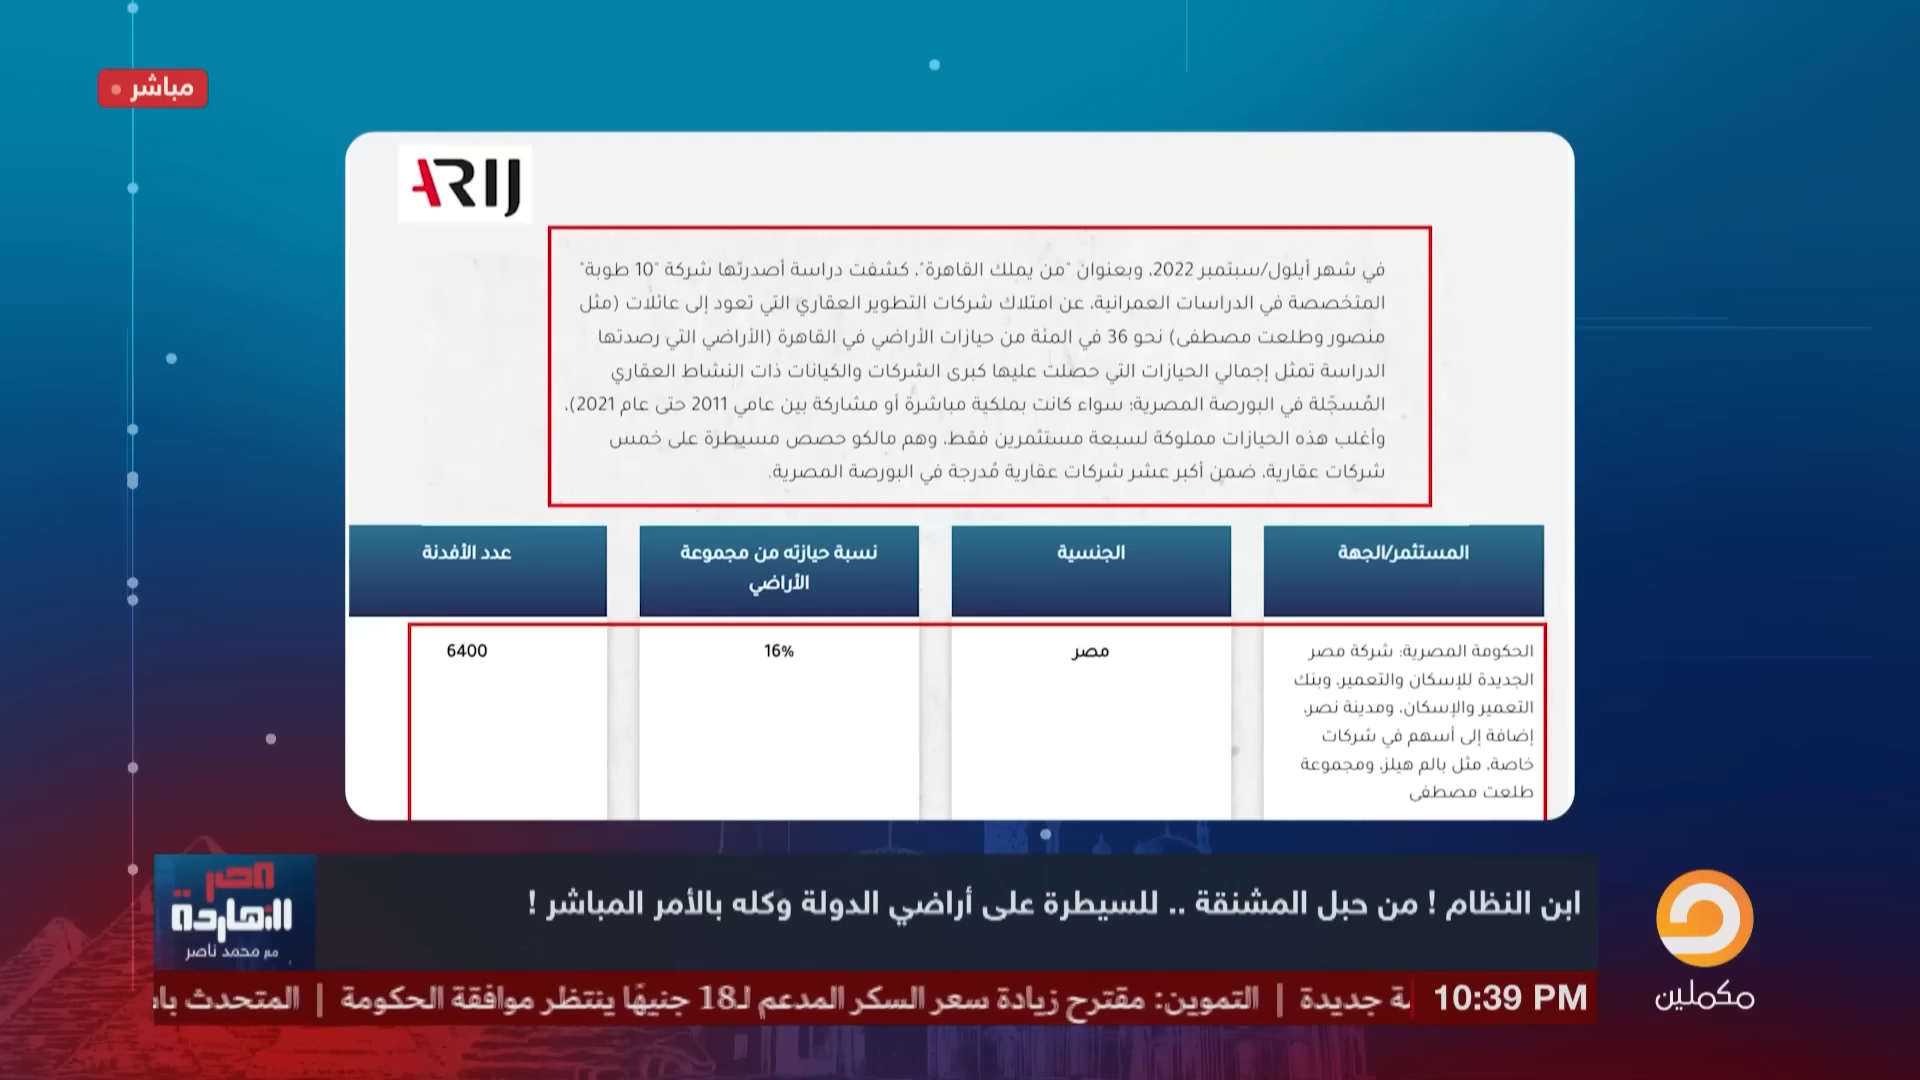 مباشر
ARIJ
في شهر أيلول/سبتمبر 2022، وبعنوان "من يملك القاهرة"، كشفت دراسة أصدرتها شركة "10 طوبة"
المتخصصة في الدراسات العمرانية، عن امتلاك شركات التطوير العقاري التي تعود إلى عائلات (مثل
منصور وطلعت مصطفى) نحو 36 في المئة من حيازات الأراضي في القاهرة (الأراضي التي رصدتها
الدراسة تمثل إجمالي الحيازات التي حصلت عليها كبرى الشركات والكيانات ذات النشاط العقاري
المُسجّلة في البورصة المصرية؛ سواء كانت بملكية مباشرة أو مشاركة بين عامي 2011 حتى عام 2021)،
وأغلب هذه الحيازات مملوكة لسبعة مستثمرين فقط، وهم مالكو حصص مسيطرة على خمس
شركات عقارية، ضمن أكبر عشر شركات عقارية مُدرجة في البورصة المصرية.
المستثمر/الجهة
الجنسية
نسبة حيازته من مجموعة
الأراضي
عدد الأفدنة
الحكومة المصرية: شركة مصر
الجديدة للإسكان والتعمير، وبنك
التعمير والإسكان، ومدينة نصر،
إضافة إلى أسهم في شركات
خاصة، مثل بالم هيلز، ومجموعة
طلعت مصطفى
مصر
16%
6400
ابن النظام ! من حبل المشنقة .. للسيطرة على أراضي الدولة وكله بالأمر المباشر !
مصر
النهاردة
مع محمد ناصر
10:39 PM
جديدة | التموين: مقترح زيادة سعر السكر المدعم لـ18 جنيهًا ينتظر موافقة الحكومة | المتحدث
مكملين